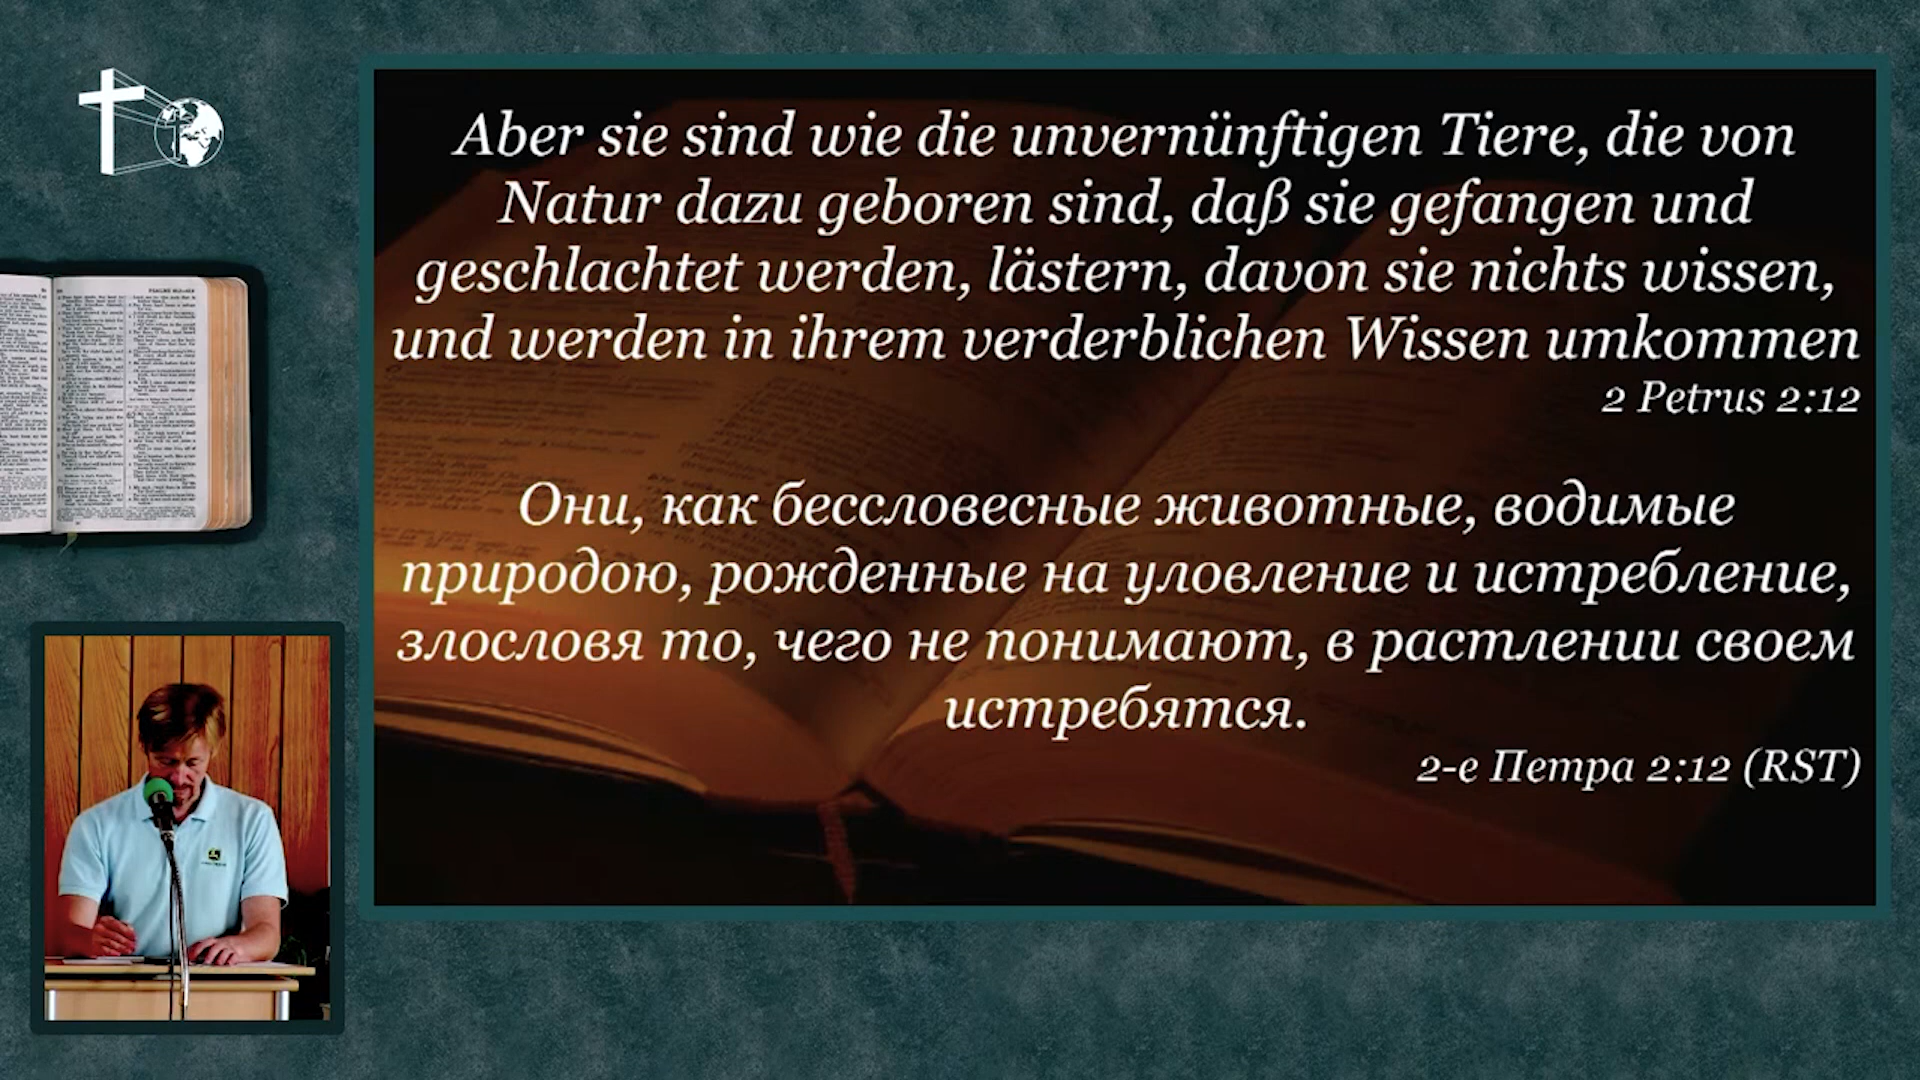 Aber sie sind wie die unvernünftigen Tiere, die von
Natur dazu geboren sind, daß sie gefangen und
geschlachtet werden, lästern, davon sie nichts wissen,
und werden in ihrem verderblichen Wissen umkommen
2 Petrus 2:12
Они, как бессловесные животные, водимые
природою, рожденные на уловление и истребление,
злословя то, чего не понимают, в растлении своем
истребятся.
2-е Петра 2:12 (RST)